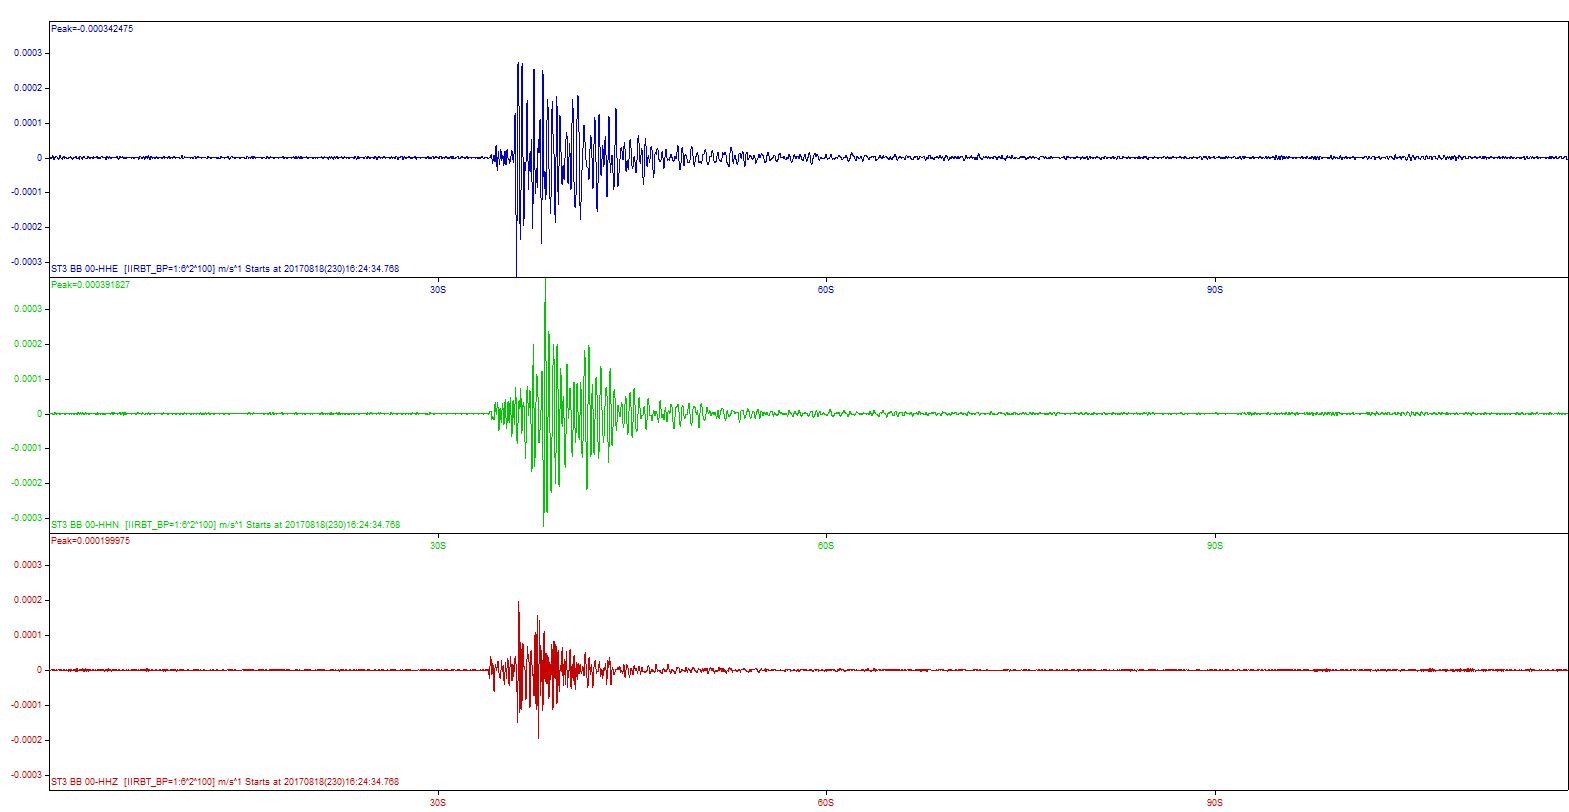 Peak=-0.000342475
0.0003
0.0002
0.0001
0
-0.0001
-0.0002
-0.0003
ST3 BB 00-HHE [IIRBT_BP=1:6^2^100] m/s^1 Starts at 20170818(230)16:24:34.768
30S 60S 90S
Peak=0.000391827
0.0003
0.0002
0.0001
0
-0.0001
-0.0002
-0.0003
ST3 BB 00-HHN [IIRBT_BP=1:6^2^100] m/s^1 Starts at 20170818(230)16:24:34.768
30S 60S 90S
Peak=0.000199975
0.0003
0.0002
0.0001
0
-0.0001
-0.0002
-0.0003
ST3 BB 00-HHZ [IIRBT_BP=1:6^2^100] m/s^1 Starts at 20170818(230)16:24:34.768
30S 60S 90S